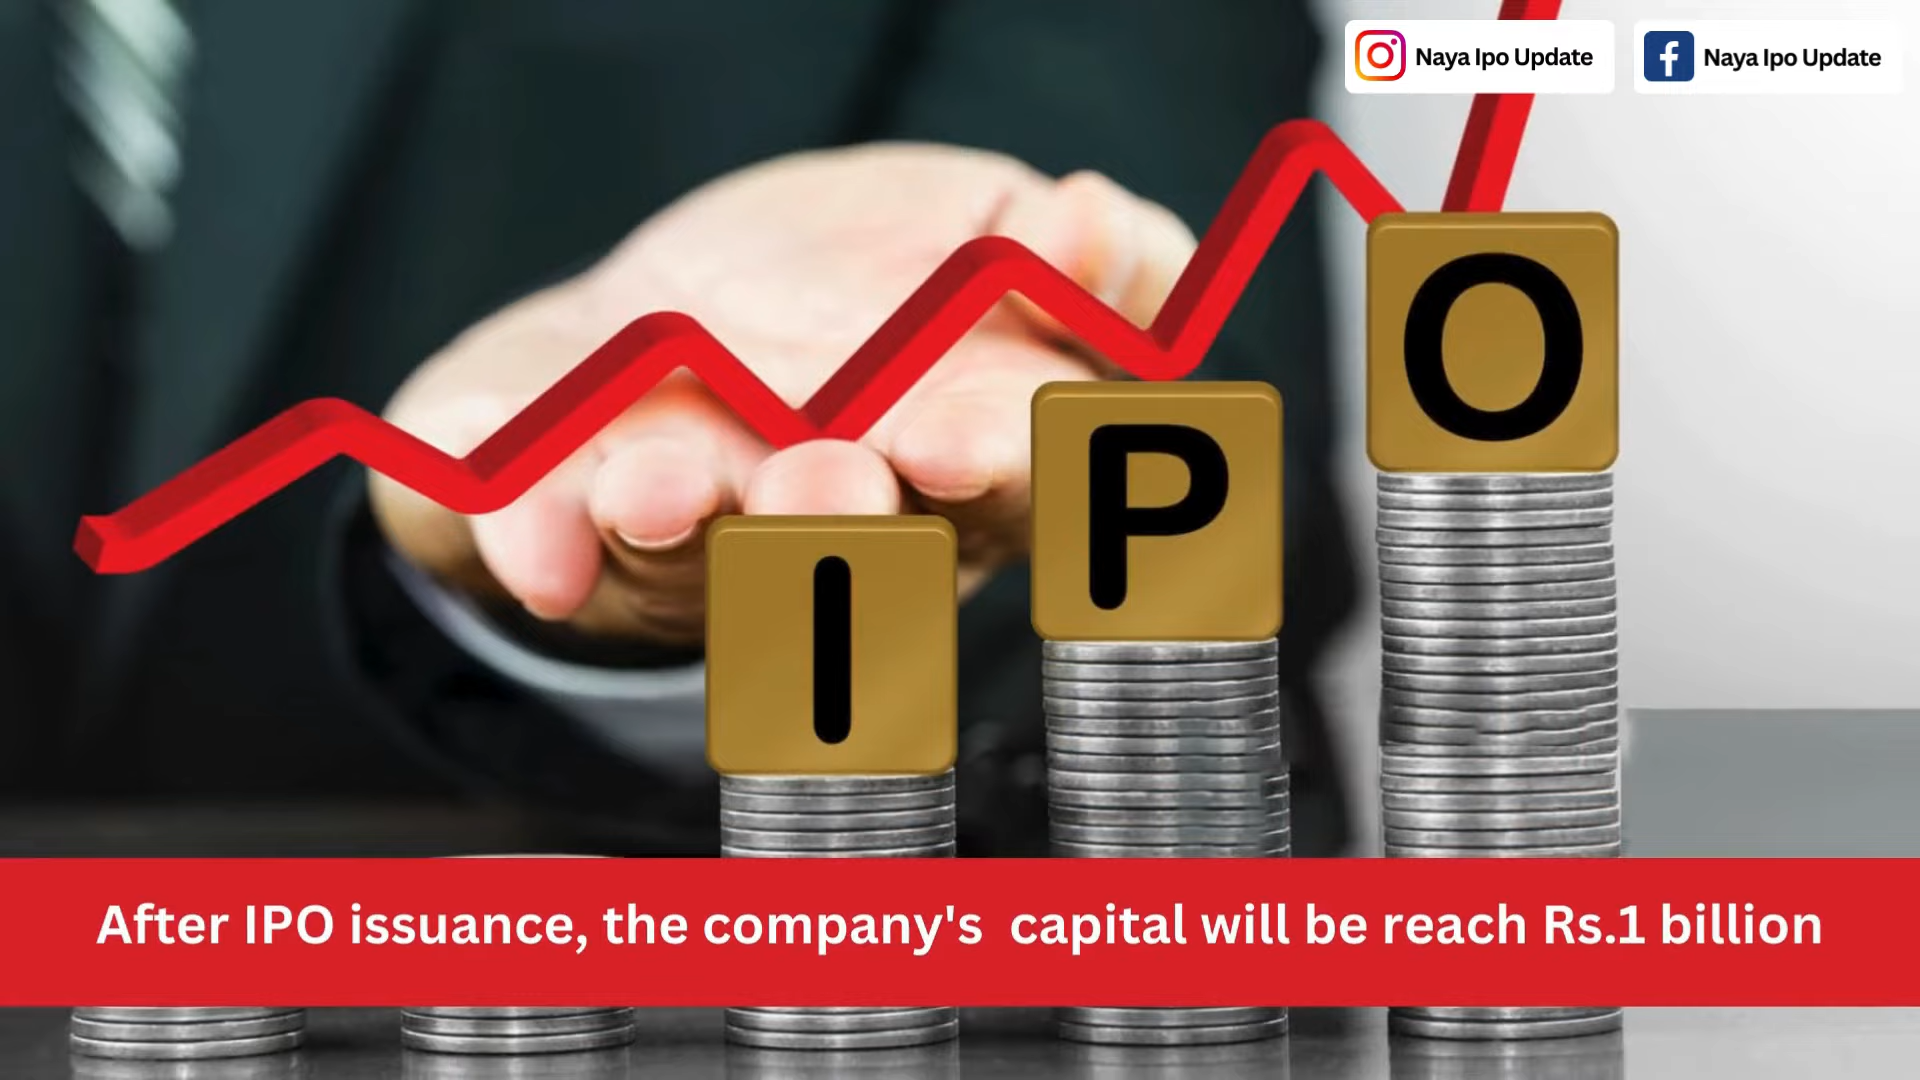 Naya Ipo Update
Naya Ipo Update
I
P
O
After IPO issuance, the company's  capital will be reach Rs.1 billion